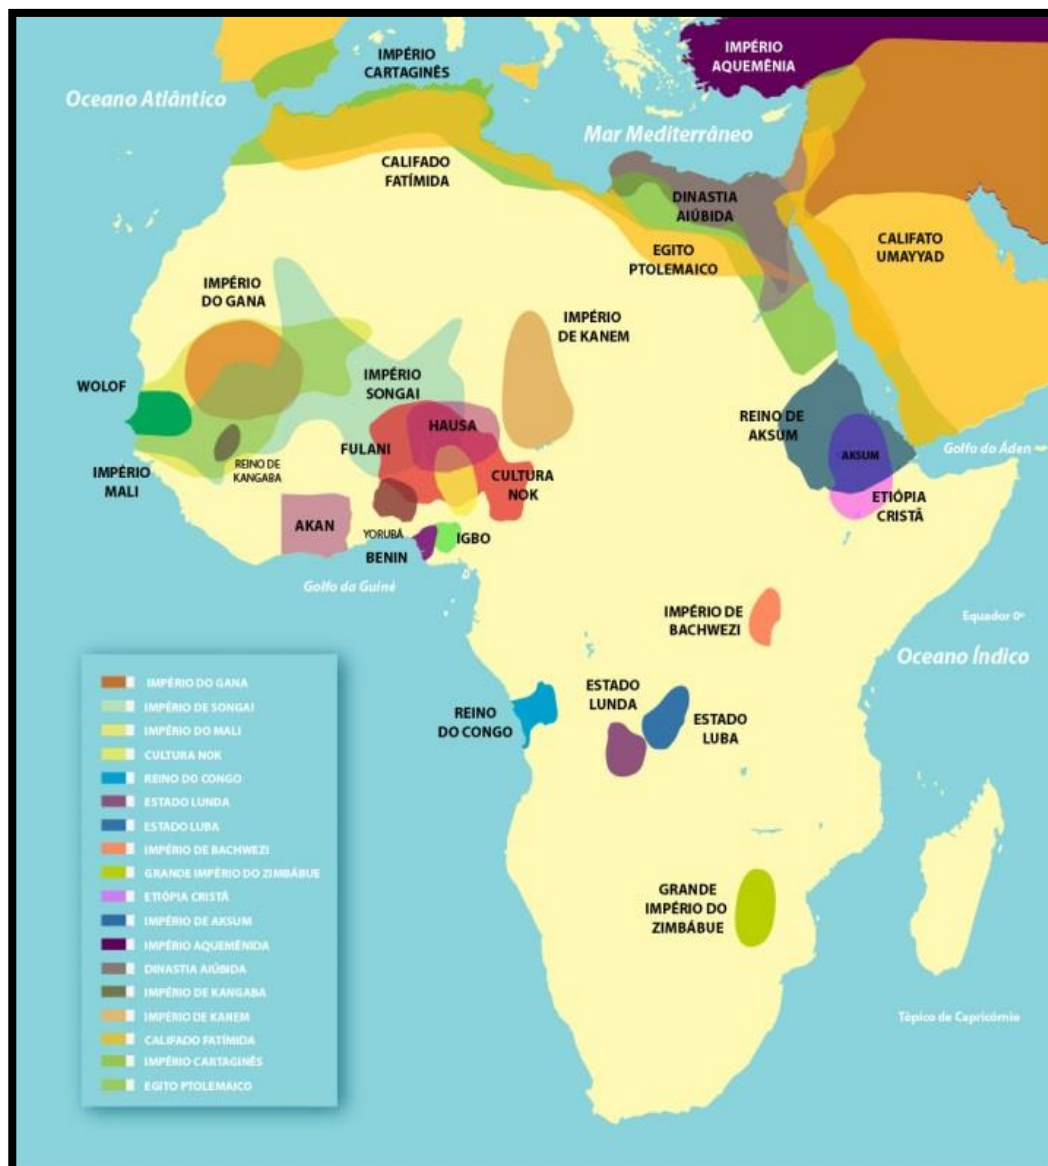 IMPÉRIO
AQUEMÊNIA
IMPÉRIO
CARTAGINÊS
Oceano Atlântico
Mar Mediterrâneo
CALIFADO
FATÍMIDA
DINASTIA
AIÚBIDA
CALIFATO
UMAYYAD
EGITO
PTOLEMAICO
IMPÉRIO
DO GANA
IMPÉRIO
DE KANEM
WOLOF
IMPÉRIO
SONGAI
REINO DE
AKSUM
HAUSA
FULANI
AKSUM
Golfo do Áden
IMPÉRIO
MALI
REINO DE
KANGABA
CULTURA
NOK
ETIÓPIA
CRISTÃ
AKAN
YORUBÁ
IGBO
BENIN
Golfo da Guiné
IMPÉRIO DE
BACHWEZI
Equador 0º
Oceano Índico
ESTADO
LUNDA
REINO
DO CONGO
ESTADO
LUBA
GRANDE
IMPÉRIO DO
ZIMBÁBUE
Tópico de Capricórnio
IMPÉRIO DO GANA
IMPÉRIO DE SONGAI
IMPÉRIO DO MALI
CULTURA NOK
REINO DO CONGO
ESTADO LUNDA
ESTADO LUBA
IMPÉRIO DE BACHWEZI
GRANDE IMPÉRIO DO ZIMBÁBUE
ETIÓPIA CRISTÃ
IMPÉRIO DE AKSUM
IMPÉRIO AQUEMÊNIDA
DINASTIA AIÚBIDA
IMPÉRIO DE KANGABA
IMPÉRIO DE KANEM
CALIFADO FATÍMIDA
IMPÉRIO CARTAGINÊS
EGITO PTOLEMAICO